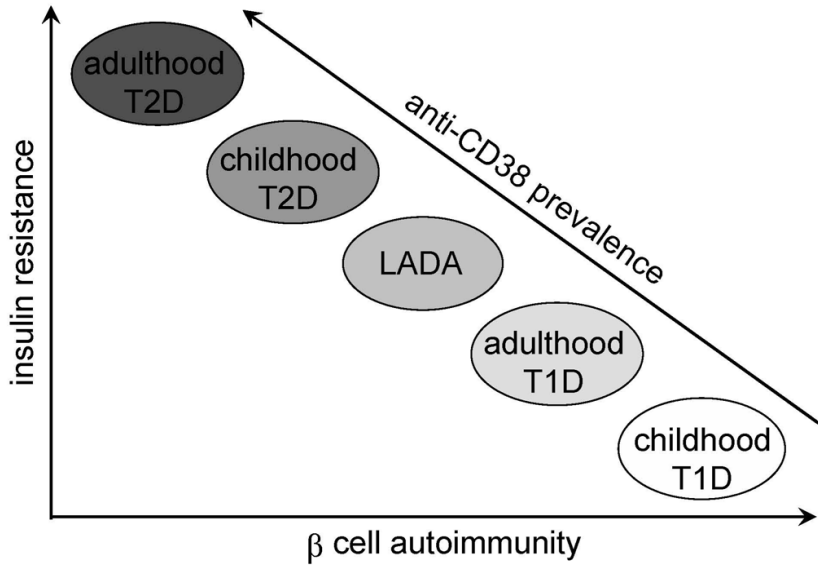 adulthood
T2D
childhood
T2D
LADA
adulthood
T1D
childhood
T1D
anti-CD38 prevalence
insulin resistance
β cell autoimmunity